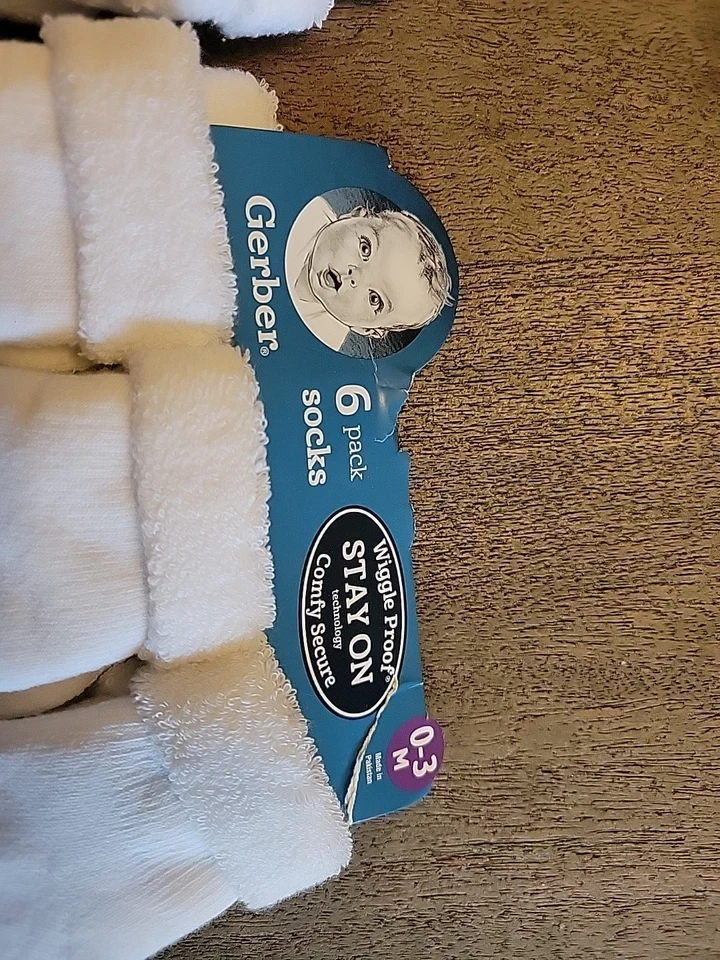 Gerber®
6 pack
socks
Wiggle Proof®
STAY ON
technology
Comfy Secure
0-3
M
Made in
Pakistan